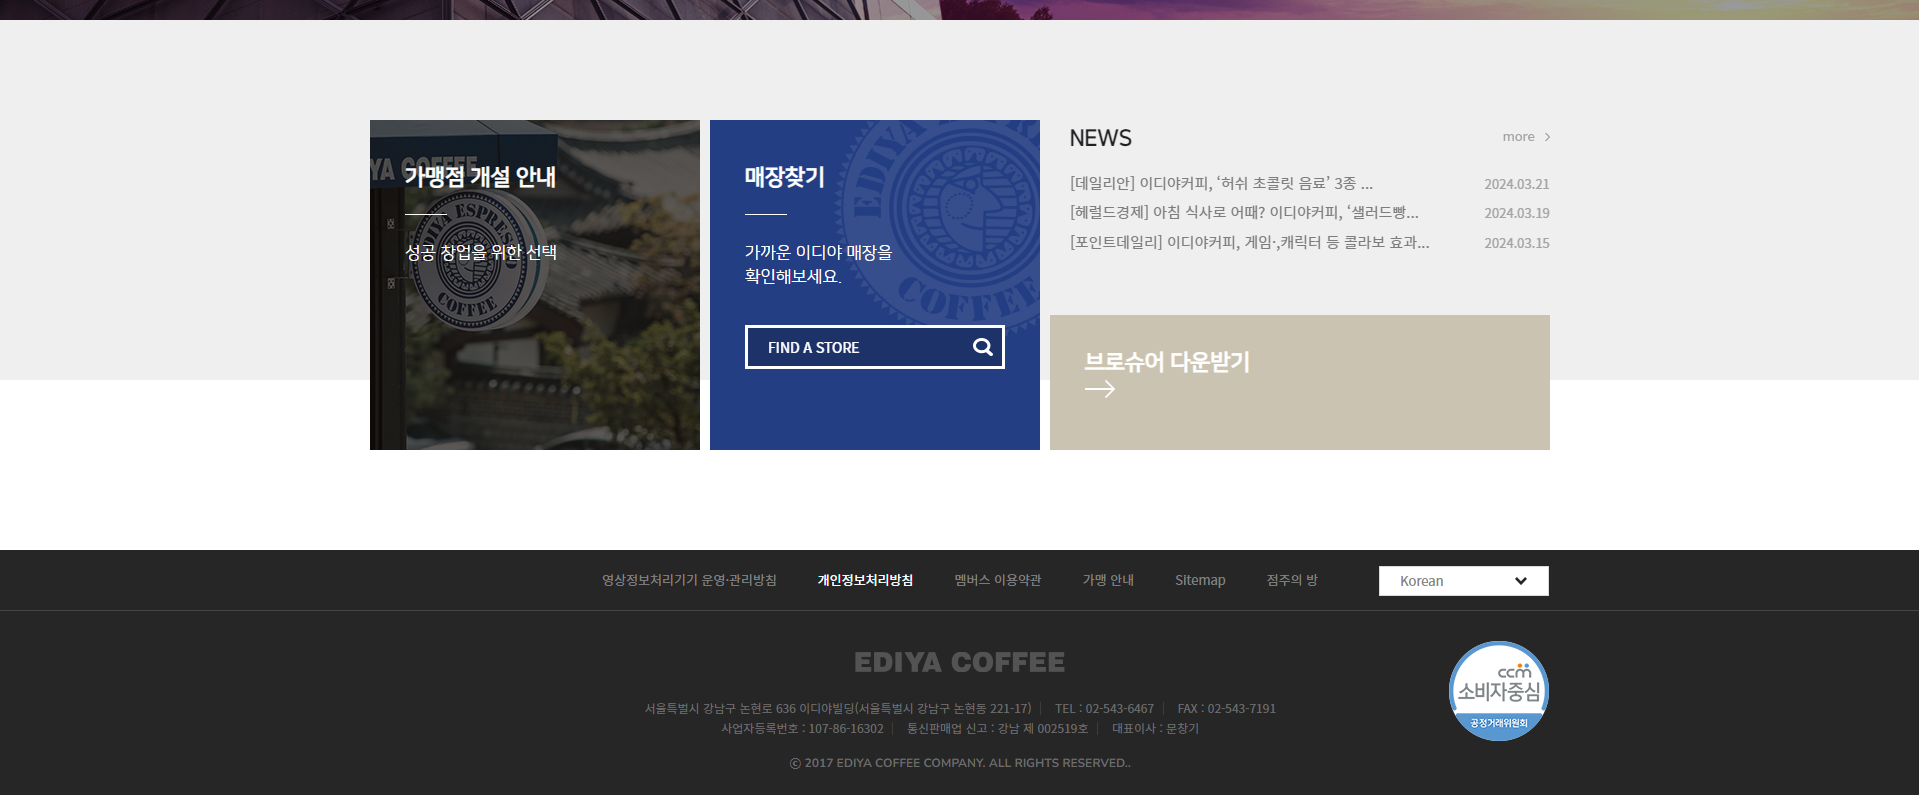 가맹점 개설 안내
성공 창업을 위한 선택
YA COFFEE
EDIYA ESPRESSO
COFFEE
매장찾기
가까운 이디야 매장을
확인해보세요.
FIND A STORE
EDIYA
COFFEE
NEWS
more
[데일리안] 이디야커피, ‘허쉬 초콜릿 음료’ 3종 ... 2024.03.21
[헤럴드경제] 아침 식사로 어때? 이디야커피, ‘샐러드빵... 2024.03.19
[포인트데일리] 이디야커피, 게임·,캐릭터 등 콜라보 효과... 2024.03.15
브로슈어 다운받기
영상정보처리기기 운영·관리방침 개인정보처리방침 멤버스 이용약관 가맹 안내 Sitemap 점주의 방 Korean
EDIYA COFFEE
서울특별시 강남구 논현로 636 이디야빌딩(서울특별시 강남구 논현동 221-17) TEL : 02-543-6467 FAX : 02-543-7191
사업자등록번호 : 107-86-16302 통신판매업 신고 : 강남 제 002519호 대표이사 : 문창기
© 2017 EDIYA COFFEE COMPANY. ALL RIGHTS RESERVED..
ccm
소비자중심
공정거래위원회